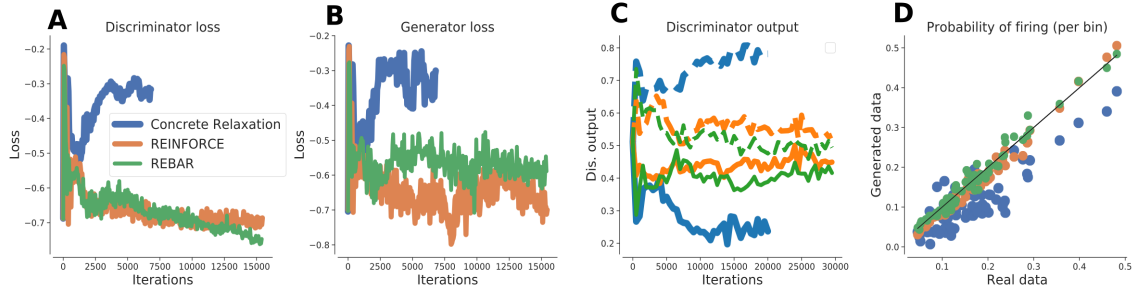 A
Discriminator loss
−0.2
−0.3
−0.4
−0.5
−0.6
−0.7
Loss
0 2500 5000 7500 10000 12500 15000
Iterations
Concrete Relaxation
REINFORCE
REBAR
B
Generator loss
−0.2
−0.3
−0.4
−0.5
−0.6
−0.7
−0.8
Loss
0 2500 5000 7500 10000 12500 15000
Iterations
C
Discriminator output
0.8
0.7
0.6
0.5
0.4
0.3
0.2
Dis. output
0 5000 10000 15000 20000 25000 30000
Iterations
D
Probability of firing (per bin)
0.5
0.4
0.3
0.2
0.1
0.0
Generated data
0.1 0.2 0.3 0.4 0.5
Real data